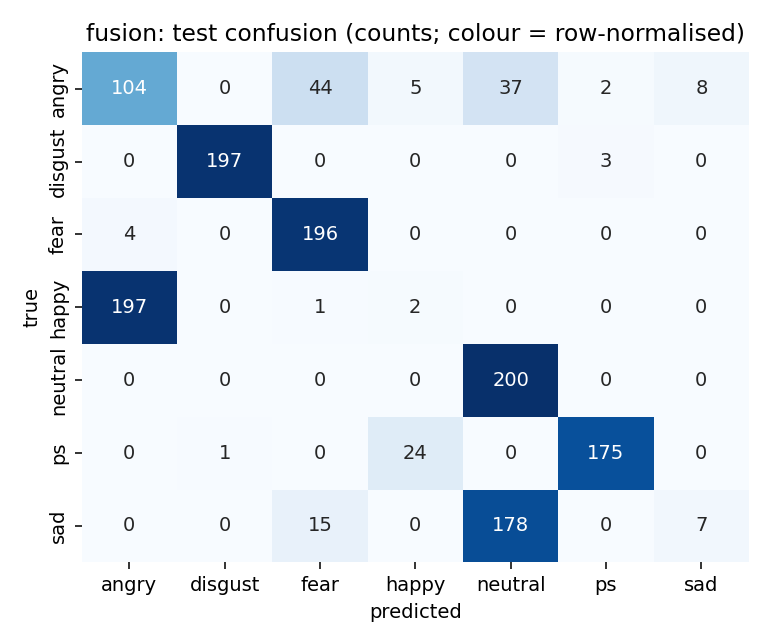 fusion: test confusion (counts; colour = row-normalised)
true
angry 104 0 44 5 37 2 8
disgust 0 197 0 0 0 3 0
fear 4 0 196 0 0 0 0
happy 197 0 1 2 0 0 0
neutral 0 0 0 0 200 0 0
ps 0 1 0 24 0 175 0
sad 0 0 15 0 178 0 7
angry disgust fear happy neutral ps sad
predicted